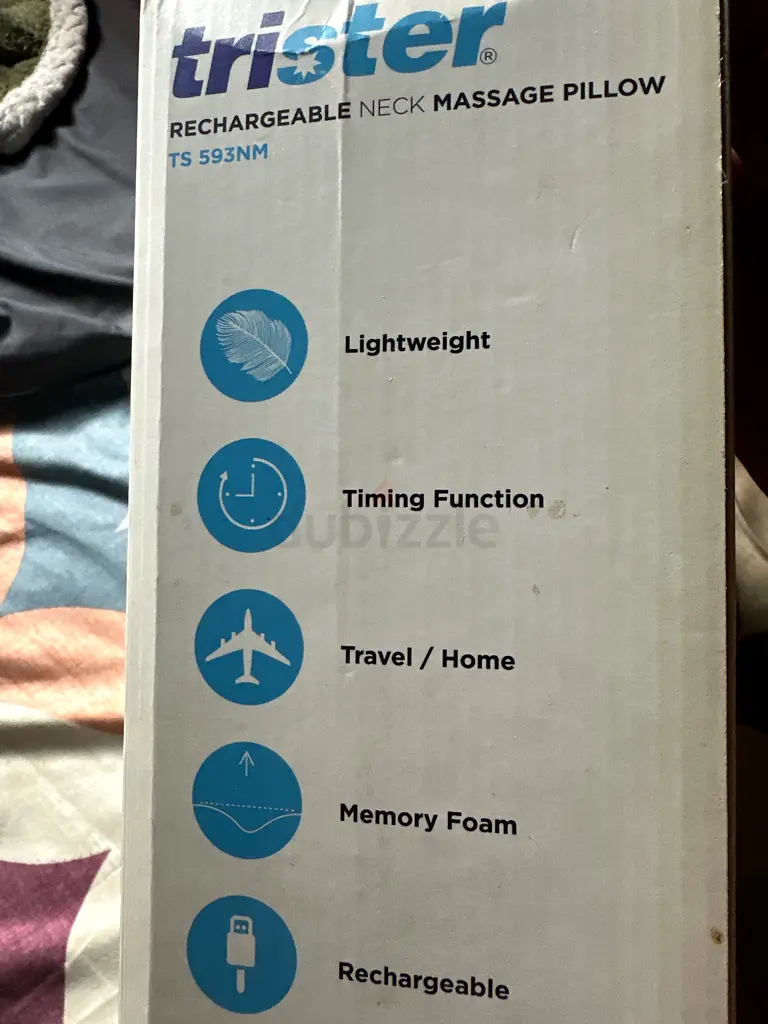 trister®
RECHARGEABLE NECK MASSAGE PILLOW
TS 593NM
Lightweight
Timing Function
dubizzle
Travel / Home
Memory Foam
Rechargeable